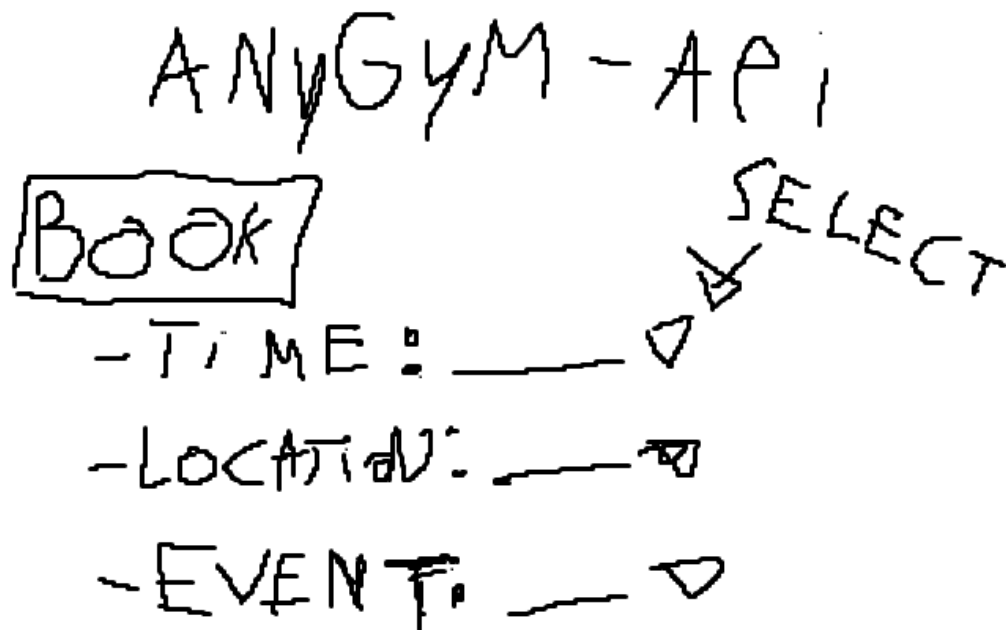 ANyGyM - APi
SELECT
BOOK
- TiME:
- LOCATION:
- EVENT: